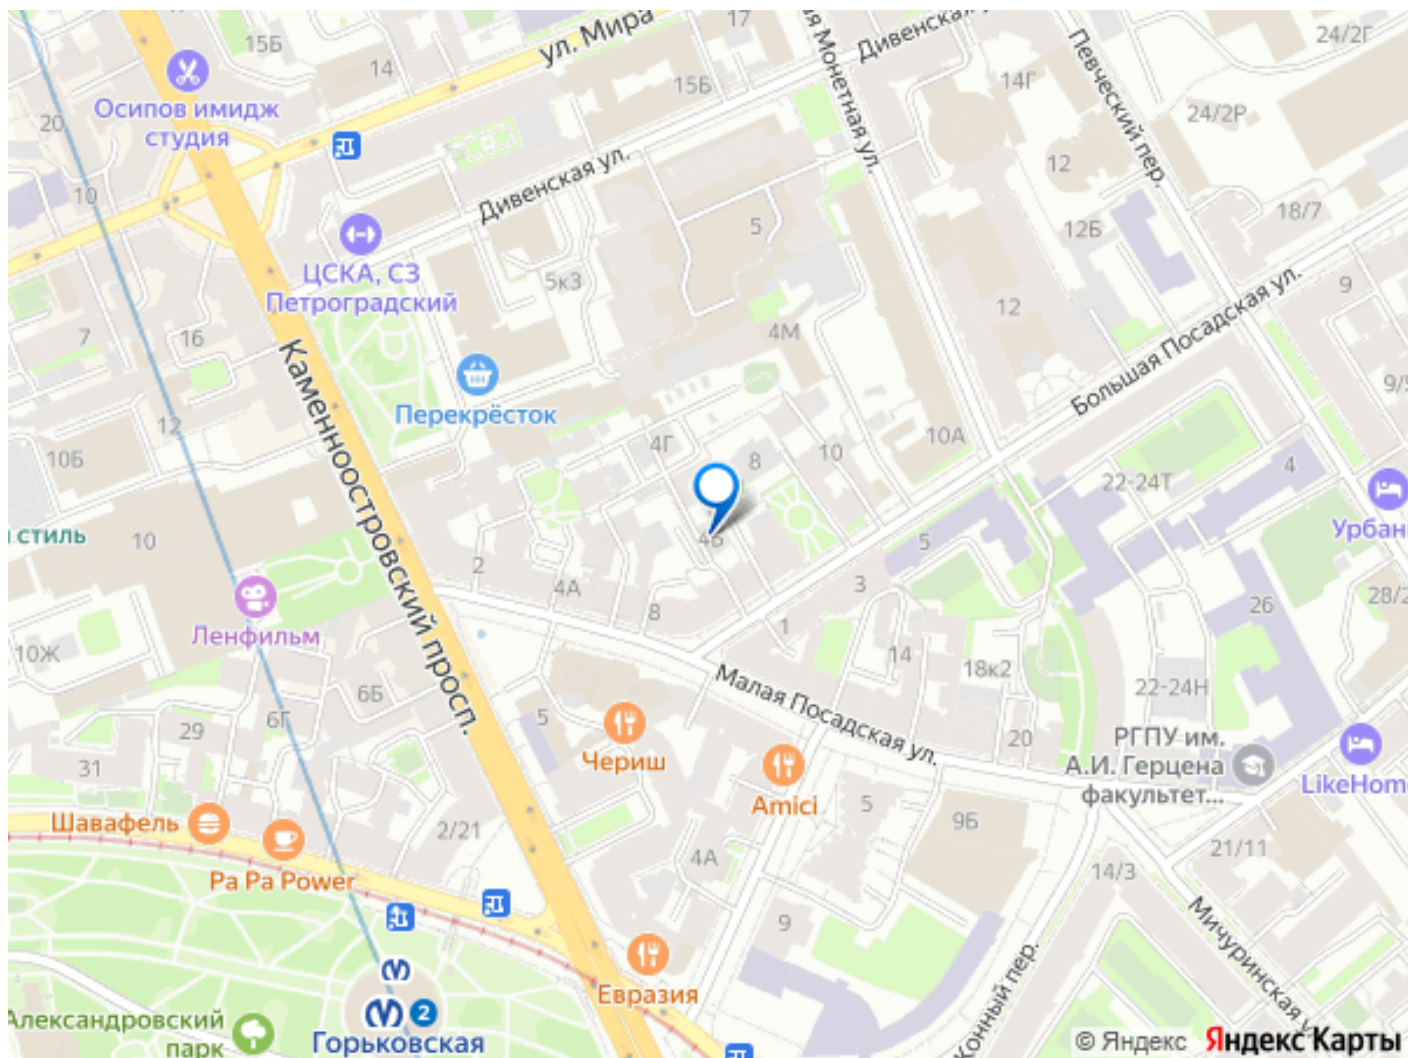 15Б
17
24/2Г
14
ул. Мира
Дивенская
Монетная ул.
Певческий пер.
Осипов имидж
студия
20
15Б
14Г
24/2Р
12
10
Дивенская ул.
18/7
5
12Б
ЦСКА, СЗ
Петроградский
5к3
9
7
16
12
4М
Большая Посадская ул.
Каменноостровский просп.
Перекрёсток
12
10А
4Г
8
10
10Б
22-24Т
4
стиль
10
4Б
5
2
4А
8
3
1
26
28/2
Ленфильм
10Ж
14
18к2
6Б
Малая Посадская ул.
22-24Н
29
6Г
5
20
Чериш
РГПУ им.
А.И. Герцена
факультет...
31
Amici
5
LikeHom
Шавафель
2/21
9Б
21/11
4А
14/3
Pa Pa Power
9
Мичуринская
Евразия
Конный пер.
2
Александровский
парк
Горьковская
© Яндекс
Яндекс Карты